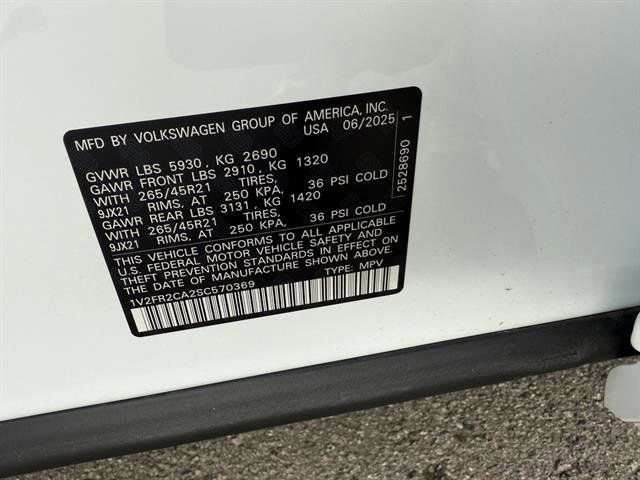 MFD BY VOLKSWAGEN GROUP OF AMERICA, INC.
USA 06/2025
GVWR LBS 5930 , KG 2690
GAWR FRONT LBS 2910 , KG 1320
WITH 265/45R21 TIRES,
9JX21 RIMS, AT 250 KPA, 36 PSI COLD
GAWR REAR LBS 3131 , KG 1420
WITH 265/45R21 TIRES,
9JX21 RIMS, AT 250 KPA, 36 PSI COLD
THIS VEHICLE CONFORMS TO ALL APPLICABLE
U.S. FEDERAL MOTOR VEHICLE SAFETY AND
THEFT PREVENTION STANDARDS IN EFFECT ON
THE DATE OF MANUFACTURE SHOWN ABOVE.
1V2FR2CA2SC570369 TYPE: MPV
2528690 1